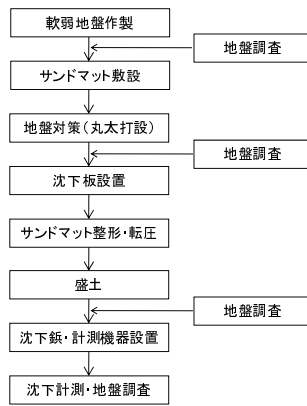 軟弱地盤作製
地盤調査
サンドマット敷設
地盤対策(丸太打設)
地盤調査
沈下板設置
サンドマット整形・転圧
盛土
地盤調査
沈下鋲・計測機器設置
沈下計測・地盤調査